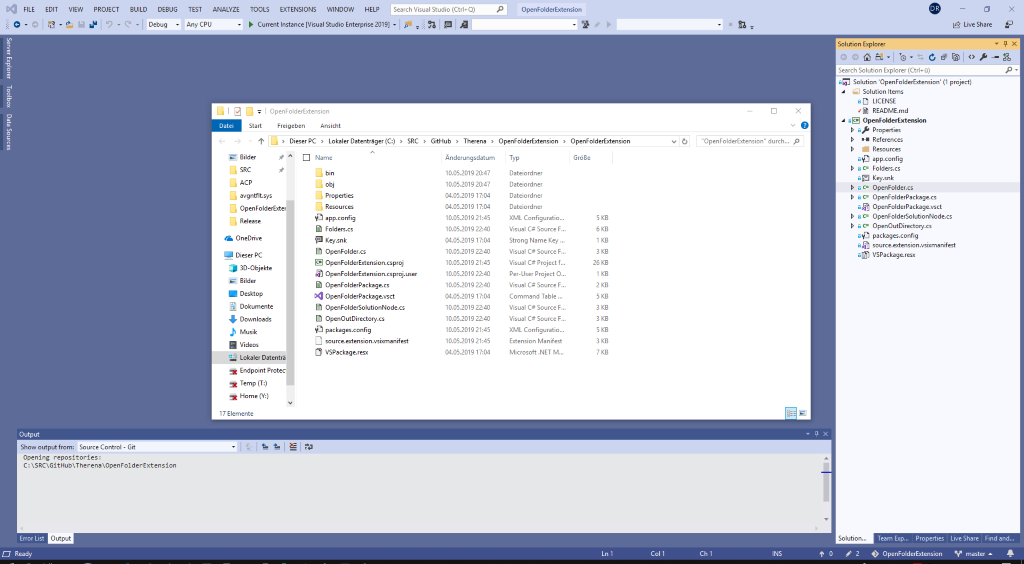 FILE EDIT VIEW PROJECT BUILD DEBUG TEST ANALYZE TOOLS EXTENSIONS WINDOW HELP Search Visual Studio (Ctrl+Q) OpenFolderExtension DR
Debug Any CPU Current Instance (Visual Studio Enterprise 2019) Live Share
Server Explorer
Toolbox
Data Sources
OpenFolderExtension
Datei Start Freigeben Ansicht
Dieser PC > Lokaler Datenträger (C:) > SRC > GitHub > Therena > OpenFolderExtension > OpenFolderExtension "OpenFolderExtension" durch...
Bilder
SRC
ACP
avgntflt.sys
OpenFolderExter
Release
OneDrive
Dieser PC
3D-Objekte
Bilder
Desktop
Dokumente
Downloads
Musik
Videos
Lokaler Datenträ
Endpoint Protec
Temp (T:)
Home (Y:)
Name Änderungsdatum Typ Größe
bin 10.05.2019 20:47 Dateiordner
obj 10.05.2019 20:47 Dateiordner
Properties 04.05.2019 17:04 Dateiordner
Resources 04.05.2019 17:04 Dateiordner
app.config 10.05.2019 21:45 XML Configuratio... 5 KB
Folders.cs 10.05.2019 22:40 Visual C# Source F... 6 KB
Key.snk 04.05.2019 17:04 Strong Name Key ... 1 KB
OpenFolder.cs 10.05.2019 22:40 Visual C# Source F... 3 KB
OpenFolderExtension.csproj 10.05.2019 21:45 Visual C# Project f... 26 KB
OpenFolderExtension.csproj.user 10.05.2019 22:40 Per-User Project O... 1 KB
OpenFolderPackage.cs 10.05.2019 22:40 Visual C# Source F... 2 KB
OpenFolderPackage.vsct 04.05.2019 17:04 Command Table ... 5 KB
OpenFolderSolutionNode.cs 10.05.2019 22:40 Visual C# Source F... 3 KB
OpenOutDirectory.cs 10.05.2019 22:40 Visual C# Source F... 3 KB
packages.config 10.05.2019 21:45 XML Configuratio... 5 KB
source.extension.vsixmanifest 10.05.2019 21:45 Extension Manifest 3 KB
VSPackage.resx 04.05.2019 17:04 Microsoft .NET M... 7 KB
17 Elemente
Solution Explorer
Search Solution Explorer (Ctrl+ü)
Solution 'OpenFolderExtension' (1 project)
Solution Items
LICENSE
README.md
OpenFolderExtension
Properties
References
Resources
app.config
Folders.cs
Key.snk
OpenFolder.cs
OpenFolderPackage.cs
OpenFolderPackage.vsct
OpenFolderSolutionNode.cs
OpenOutDirectory.cs
packages.config
source.extension.vsixmanifest
VSPackage.resx
Output
Show output from: Source Control - Git
Opening repositories:
C:\SRC\GitHub\Therena\OpenFolderExtension
Error List Output
Solution... Team Exp... Properties Live Share Find and...
Ready Ln 1 Col 1 Ch 1 INS 0 2 OpenFolderExtension master